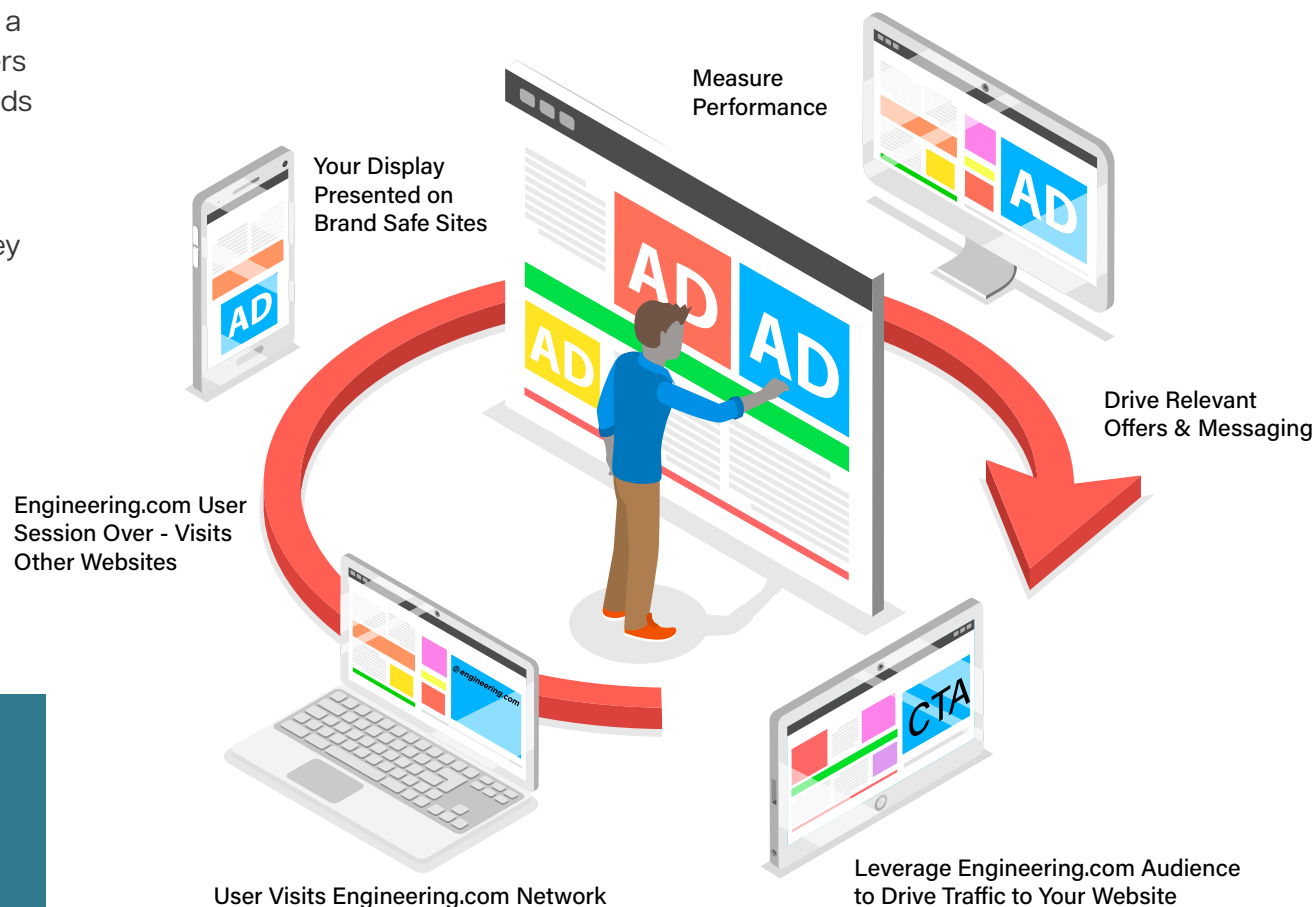 a
ers
ds
ey
Measure
Performance
Your Display
Presented on
Brand Safe Sites
AD
AD
AD
AD
AD
Drive Relevant
Offers & Messaging
Engineering.com User
Session Over - Visits
Other Websites
@engineering.com
CTA
Leverage Engineering.com Audience
to Drive Traffic to Your Website
User Visits Engineering.com Network